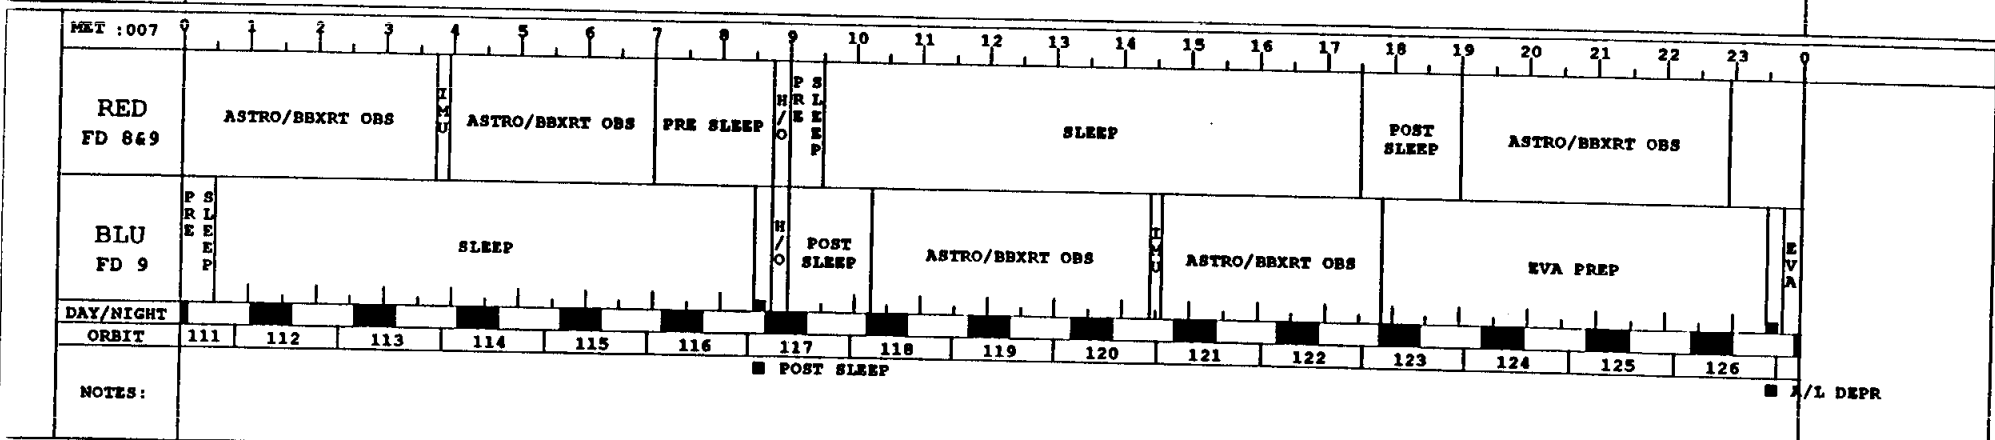 MET :007 0 1 2 3 4 5 6 7 8 9 10 11 12 13 14 15 16 17 18 19 20 21 22 23 0
RED
FD 8&9
ASTRO/BBXRT OBS
IMU
ASTRO/BBXRT OBS
PRE SLEEP
H/O
PRE
SLEEP
SLEEP
POST
SLEEP
ASTRO/BBXRT OBS
BLU
FD 9
PRE
SLEEP
SLEEP
H/O
POST
SLEEP
ASTRO/BBXRT OBS
IMU
ASTRO/BBXRT OBS
EVA PREP
EVA
DAY/NIGHT
ORBIT 111 112 113 114 115 116 117 118 119 120 121 122 123 124 125 126
POST SLEEP
NOTES:
A/L DEPR